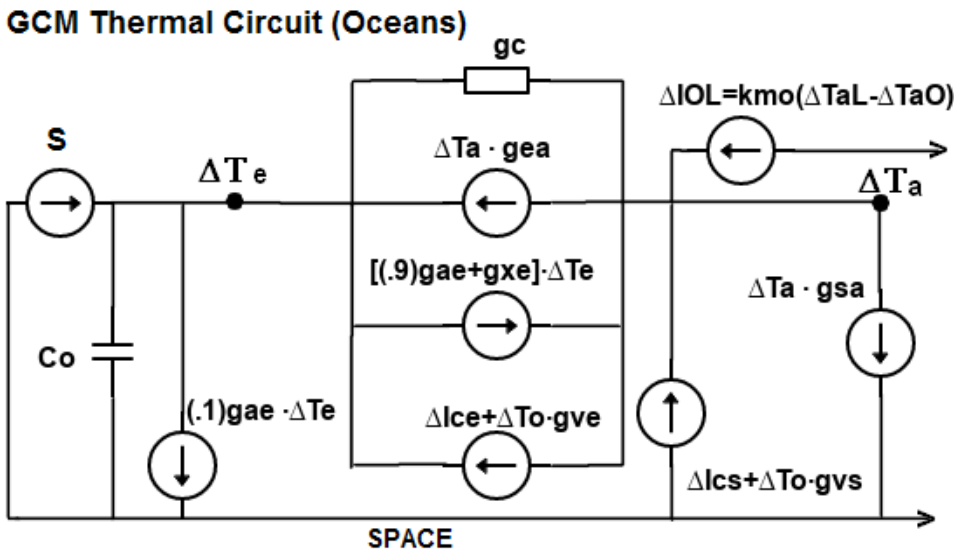 GCM Thermal Circuit (Oceans)
gc
ΔIOL=kmo(ΔTaL-ΔTaO)
S
ΔTa · gea
ΔTe
ΔTa
[(.9)gae+gxe]·ΔTe
ΔTa · gsa
Co
(.1)gae ·ΔTe
ΔIce+ΔTo·gve
ΔIcs+ΔTo·gvs
SPACE